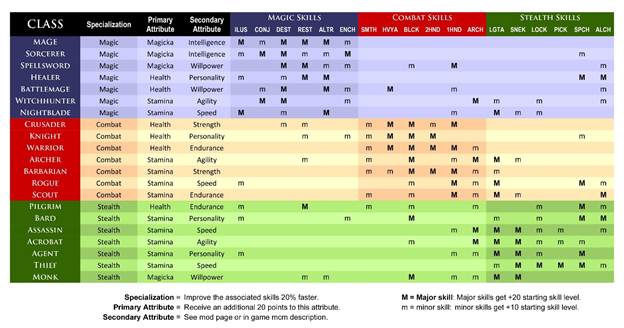 CLASS Specialization Primary Attribute Secondary Attribute MAGIC SKILLS COMBAT SKILLS STEALTH SKILLS
ILUS CONJ DEST REST ALTR ENCH SMTH HVYA BLCK 2HND 1HND ARCH LGTA SNEK LOCK PICK SPCH ALCH
MAGE Magic Magicka Intelligence m m M M M M m
SORCERER Magic Magicka Intelligence m M m M M M m
SPELLSWORD Magic Magicka Willpower M M M m m M m
HEALER Magic Health Personality m m M M M M
BATTLEMAGE Magic Health Willpower M M M m M m m
WITCHHUNTER Magic Stamina Agility M M m M m m m
NIGHTBLADE Magic Stamina Speed M m M m M m m
CRUSADER Combat Health Strength m m m M M m M
KNIGHT Combat Health Personality m m m M M M m
WARRIOR Combat Health Endurance m M M M M m
ARCHER Combat Stamina Agility m m M m M M m
BARBARIAN Combat Stamina Strength m m M M M m M
ROGUE Combat Stamina Speed m m M m M M m
SCOUT Combat Stamina Endurance m m M m M m M
PILGRIM Stealth Health Endurance m M m m m m M M
BARD Stealth Stamina Personality m m M m m M M
ASSASSIN Stealth Stamina Speed m M M M m m m
ACROBAT Stealth Stamina Agility m M M M m m M
AGENT Stealth Stamina Personality m m m M M m M
THIEF Stealth Stamina Speed m m M M M M m
MONK Stealth Magicka Willpower m m M m M M M
Specialization = Improve the associated skills 20% faster. M = Major skill: Major skills get +20 starting skill level.
Primary Attribute = Receive an additional 20 points to this attribute. m = minor skill: minor skills get +10 starting skill level.
Secondary Attribute = See mod page or in game mcm description.